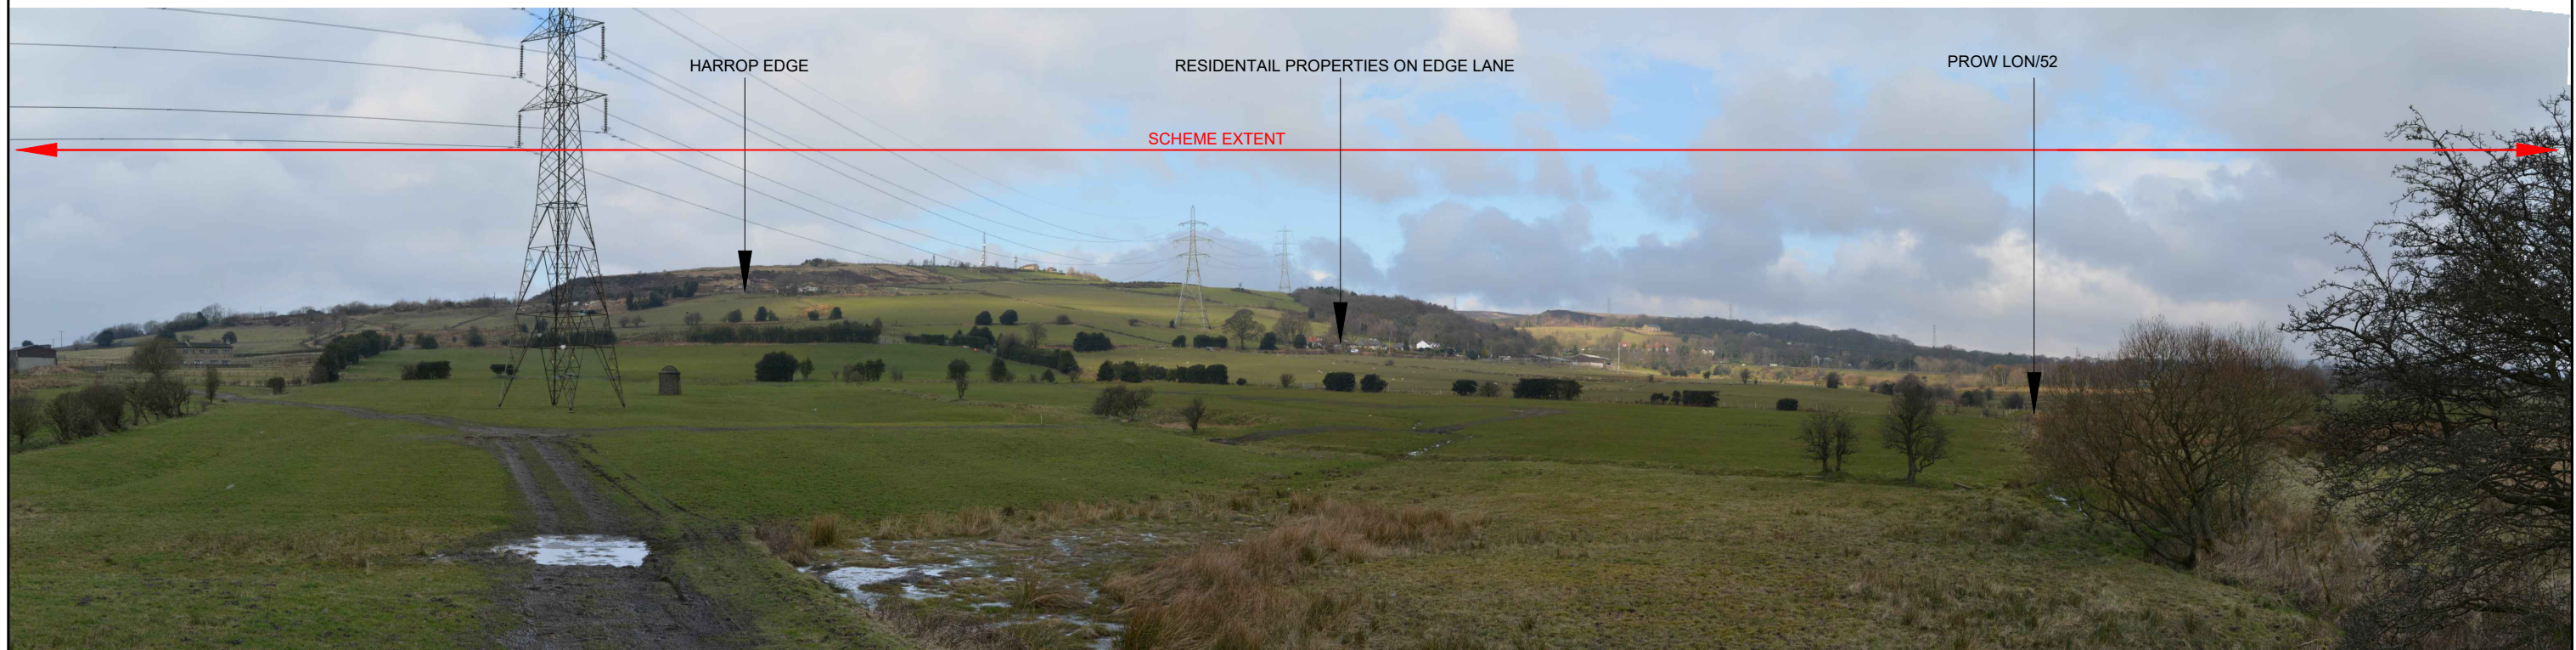 HARROP EDGE
RESIDENTAIL PROPERTIES ON EDGE LANE
PROW LON/52
SCHEME EXTENT